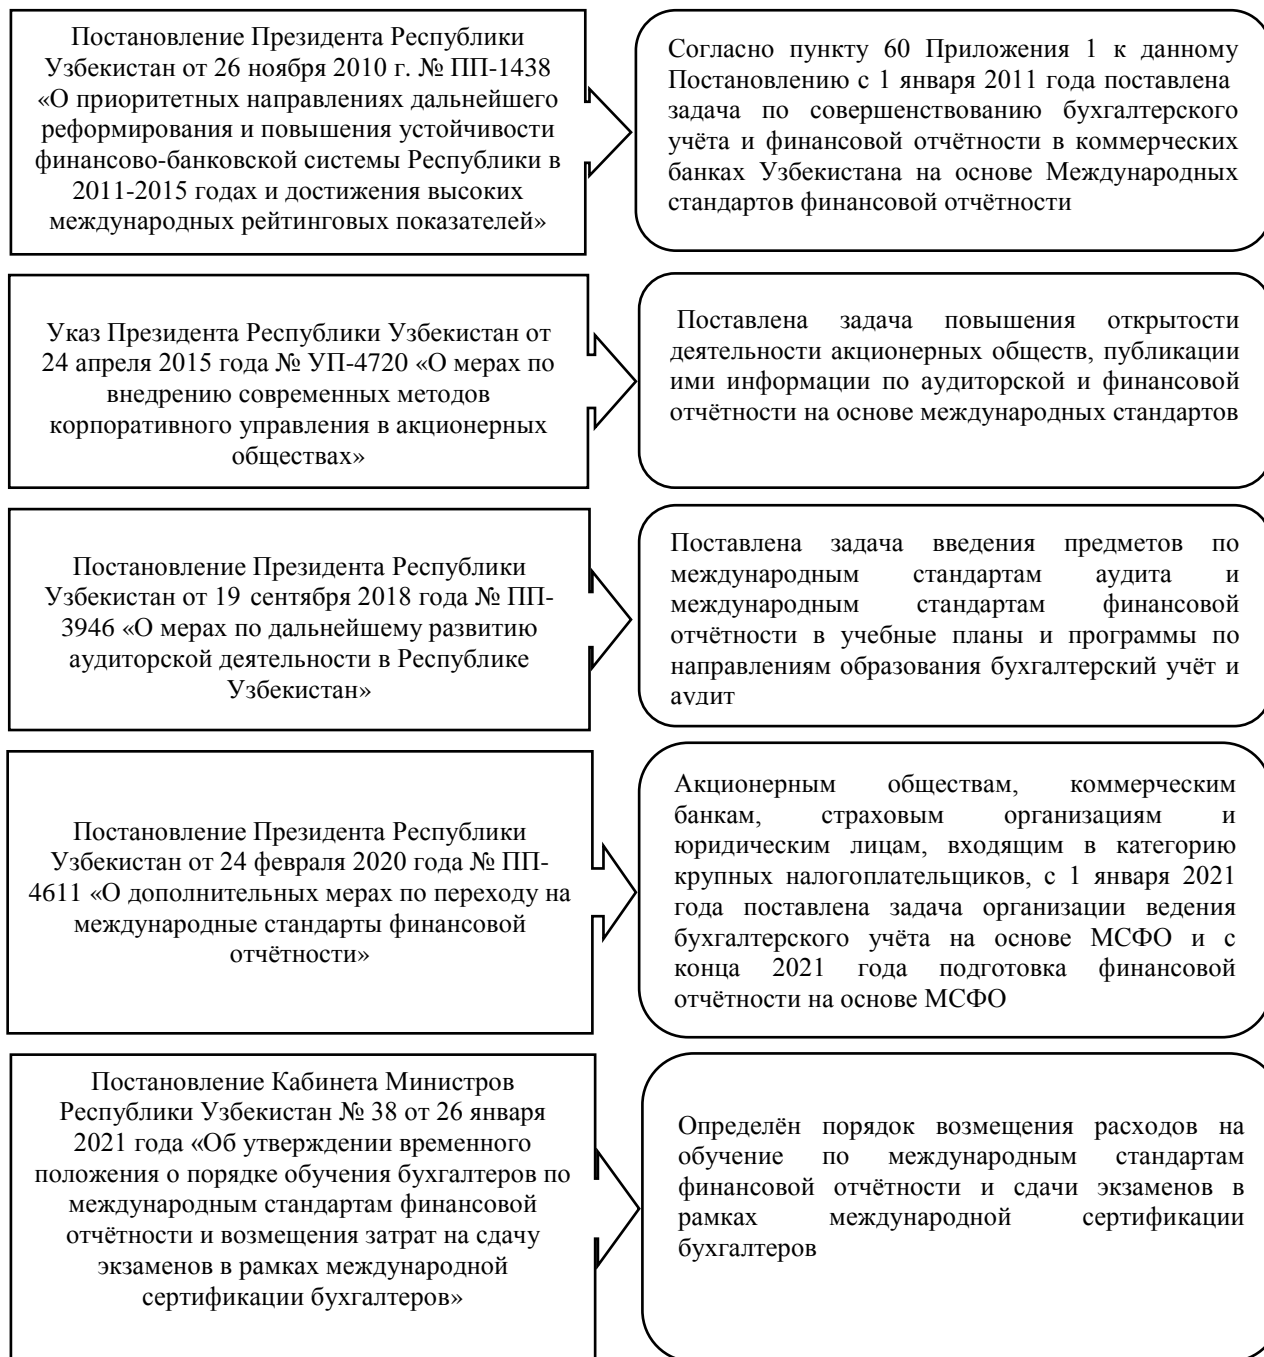 Постановление Президента Республики
Узбекистан от 26 ноября 2010 г. № ПП-1438
«О приоритетных направлениях дальнейшего
реформирования и повышения устойчивости
финансово-банковской системы Республики в
2011-2015 годах и достижения высоких
международных рейтинговых показателей»
Согласно пункту 60 Приложения 1 к данному
Постановлению с 1 января 2011 года поставлена
задача по совершенствованию бухгалтерского
учёта и финансовой отчётности в коммерческих
банках Узбекистана на основе Международных
стандартов финансовой отчётности
Указ Президента Республики Узбекистан от
24 апреля 2015 года № УП-4720 «О мерах по
внедрению современных методов
корпоративного управления в акционерных
обществах»
Поставлена задача повышения открытости
деятельности акционерных обществ, публикации
ими информации по аудиторской и финансовой
отчётности на основе международных стандартов
Постановление Президента Республики
Узбекистан от 19 сентября 2018 года № ПП-
3946 «О мерах по дальнейшему развитию
аудиторской деятельности в Республике
Узбекистан»
Поставлена задача введения предметов по
международным стандартам аудита и
международным стандартам финансовой
отчётности в учебные планы и программы по
направлениям образования бухгалтерский учёт и
аудит
Постановление Президента Республики
Узбекистан от 24 февраля 2020 года № ПП-
4611 «О дополнительных мерах по переходу на
международные стандарты финансовой
отчётности»
Акционерным обществам, коммерческим
банкам, страховым организациям и
юридическим лицам, входящим в категорию
крупных налогоплательщиков, с 1 января 2021
года поставлена задача организации ведения
бухгалтерского учёта на основе МСФО и с
конца 2021 года подготовка финансовой
отчётности на основе МСФО
Постановление Кабинета Министров
Республики Узбекистан № 38 от 26 января
2021 года «Об утверждении временного
положения о порядке обучения бухгалтеров по
международным стандартам финансовой
отчётности и возмещения затрат на сдачу
экзаменов в рамках международной
сертификации бухгалтеров»
Определён порядок возмещения расходов на
обучение по международным стандартам
финансовой отчётности и сдачи экзаменов в
рамках международной сертификации
бухгалтеров